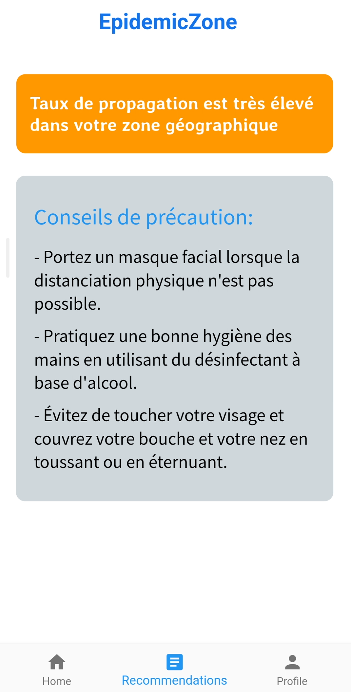 EpidemicZone
Taux de propagation est très élevé
dans votre zone géographique
Conseils de précaution:
- Portez un masque facial lorsque la
distanciation physique n'est pas
possible.
- Pratiquez une bonne hygiène des
mains en utilisant du désinfectant à
base d'alcool.
- Évitez de toucher votre visage et
couvrez votre bouche et votre nez en
toussant ou en éternuant.
Home
Recommendations
Profile